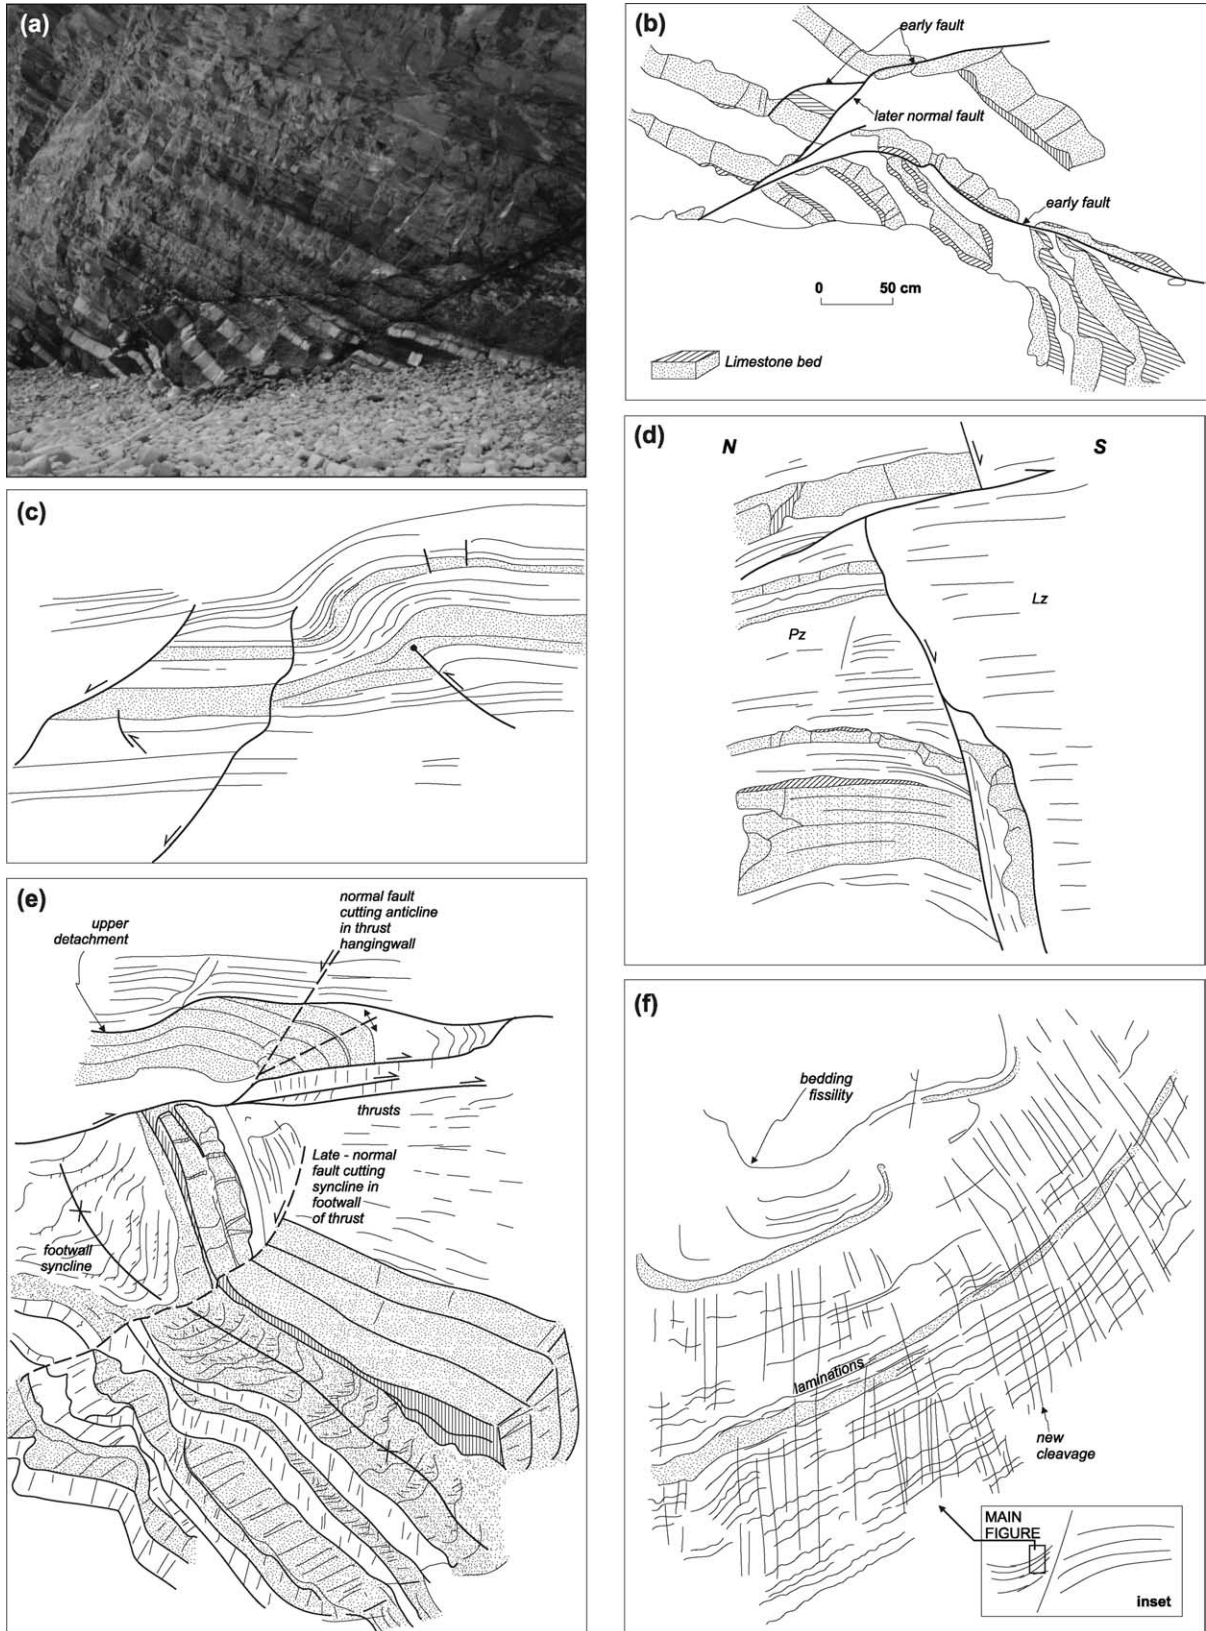 (a)
(b)
early fault
later normal fault
early fault
0 50 cm
Limestone bed
(c)
(d)
N S
Lz
Pz
(e)
upper
detachment
normal fault
cutting anticline
in thrust
hangingwall
thrusts
Late - normal
fault cutting
syncline in
footwall
of thrust
footwall
syncline
(f)
bedding
fissility
laminations
new
cleavage
MAIN
FIGURE
inset